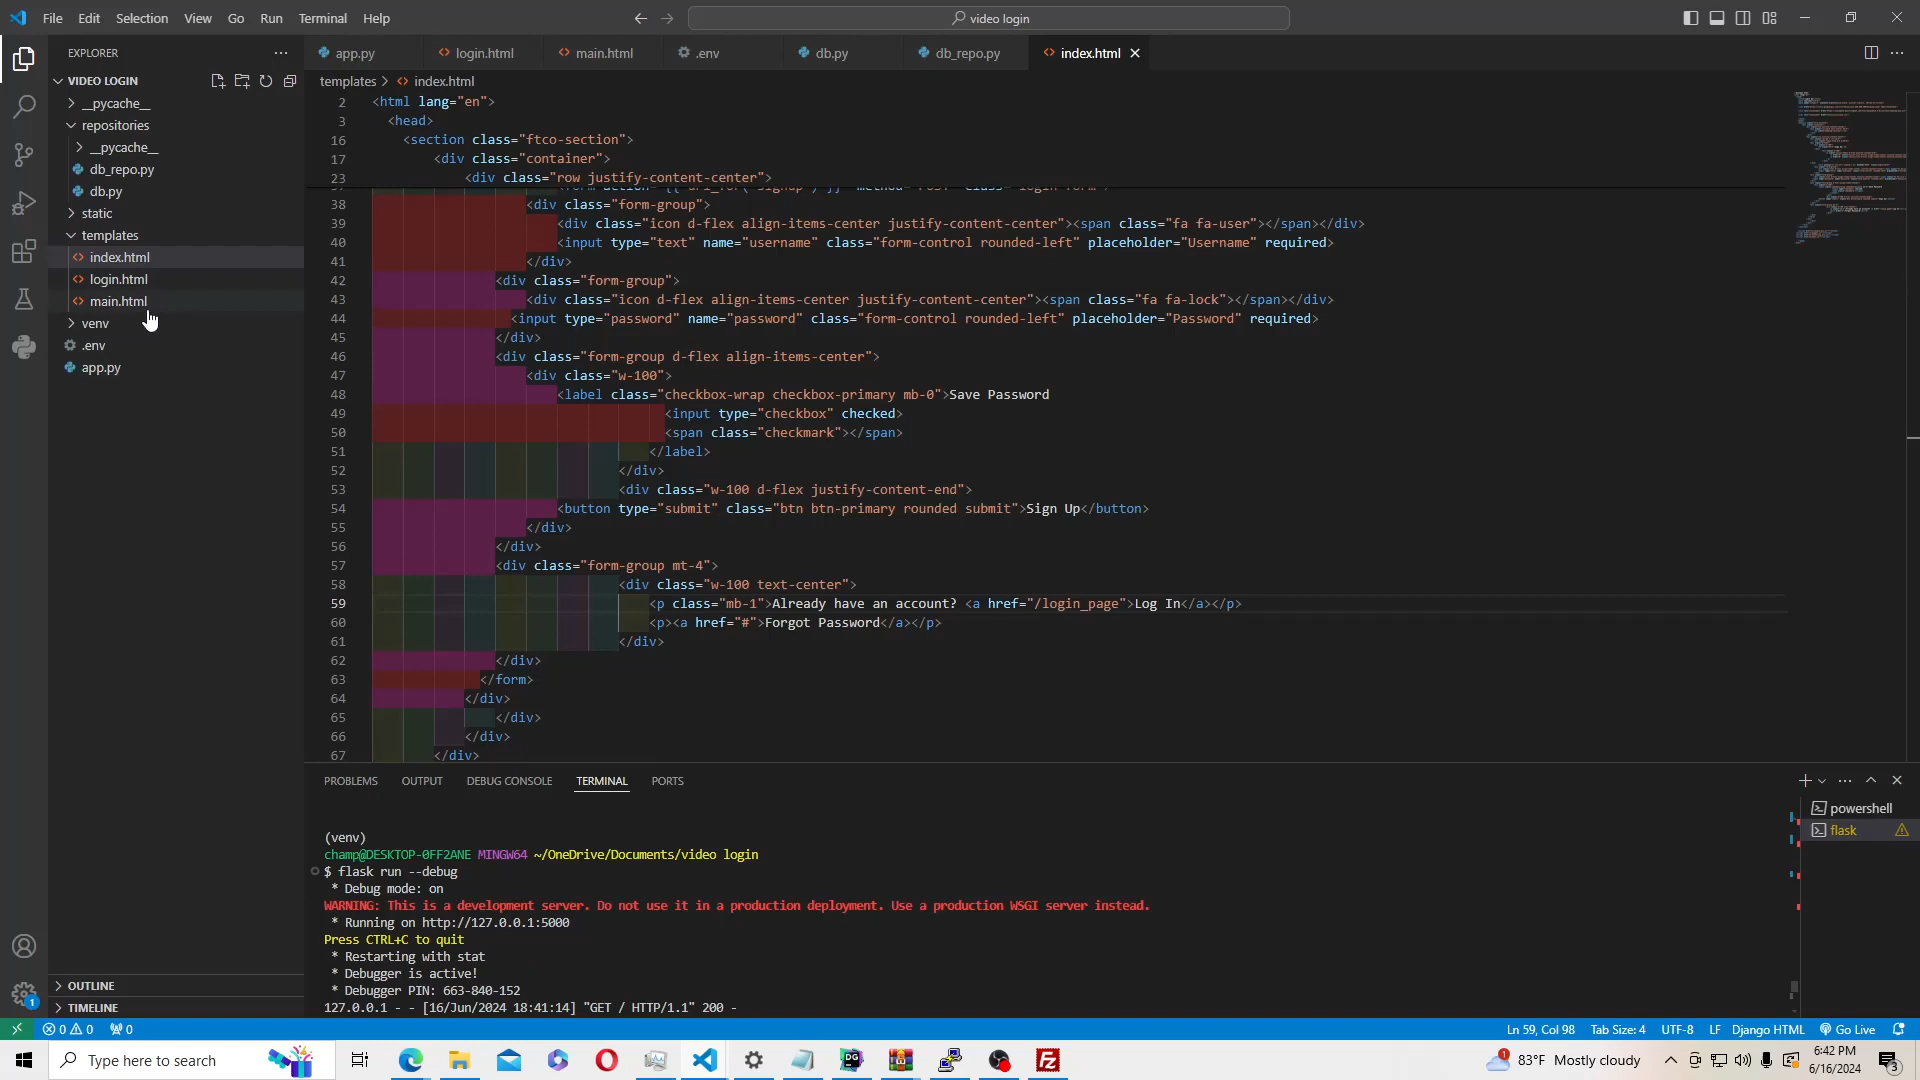 File Edit Selection View Go Run Terminal Help
video login
EXPLORER
VIDEO LOGIN
__pycache__
repositories
__pycache__
db_repo.py
db.py
static
templates
index.html
login.html
main.html
venv
.env
app.py
OUTLINE
TIMELINE
app.py login.html main.html .env db.py db_repo.py index.html
templates > index.html
2 <html lang="en">
3 <head>
16 <section class="ftco-section">
17 <div class="container">
23 <div class="row justify-content-center">
38 <div class="form-group">
39 <div class="icon d-flex align-items-center justify-content-center"><span class="fa fa-user"></span></div>
40 <input type="text" name="username" class="form-control rounded-left" placeholder="Username" required>
41 </div>
42 <div class="form-group">
43 <div class="icon d-flex align-items-center justify-content-center"><span class="fa fa-lock"></span></div>
44 <input type="password" name="password" class="form-control rounded-left" placeholder="Password" required>
45 </div>
46 <div class="form-group d-flex align-items-center">
47 <div class="w-100">
48 <label class="checkbox-wrap checkbox-primary mb-0">Save Password
49 <input type="checkbox" checked>
50 <span class="checkmark"></span>
51 </label>
52 </div>
53 <div class="w-100 d-flex justify-content-end">
54 <button type="submit" class="btn btn-primary rounded submit">Sign Up</button>
55 </div>
56 </div>
57 <div class="form-group mt-4">
58 <div class="w-100 text-center">
59 <p class="mb-1">Already have an account? <a href="/login_page">Log In</a></p>
60 <p><a href="#">Forgot Password</a></p>
61 </div>
62 </div>
63 </form>
64 </div>
65 </div>
66 </div>
67 </div>
PROBLEMS OUTPUT DEBUG CONSOLE TERMINAL PORTS
(venv)
champ@DESKTOP-0FF2ANE MINGW64 ~/OneDrive/Documents/video login
$ flask run --debug
* Debug mode: on
WARNING: This is a development server. Do not use it in a production deployment. Use a production WSGI server instead.
* Running on http://127.0.0.1:5000
Press CTRL+C to quit
* Restarting with stat
* Debugger is active!
* Debugger PIN: 663-840-152
127.0.0.1 - - [16/Jun/2024 18:41:14] "GET / HTTP/1.1" 200 -
powershell
flask
1
0 0 0
Ln 59, Col 98 Tab Size: 4 UTF-8 LF Django HTML Go Live
Type here to search
DG
1 83°F Mostly cloudy
6:42 PM
6/16/2024
3